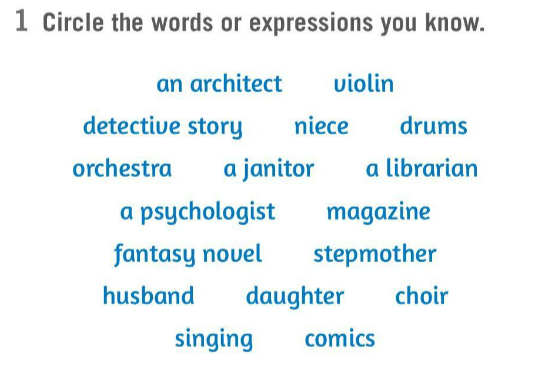 1 Circle the words or expressions you know.
an architect violin
detective story niece drums
orchestra a janitor a librarian
a psychologist magazine
fantasy novel stepmother
husband daughter choir
singing comics